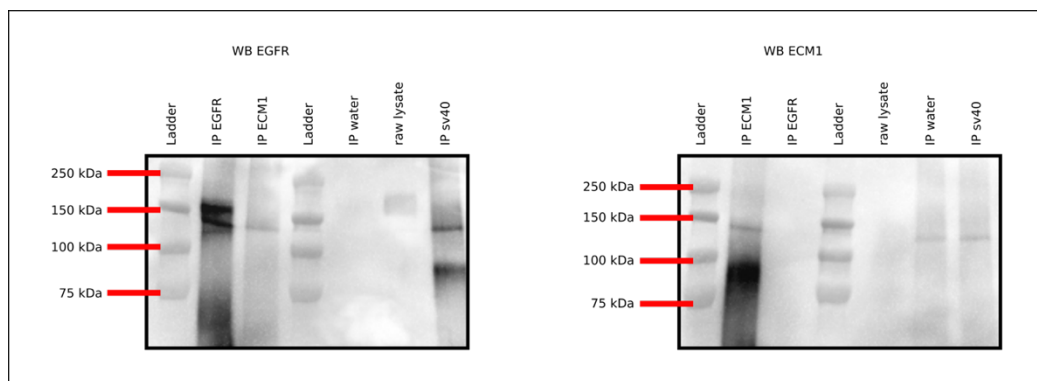 WB EGFR
Ladder
IP EGFR
IP ECM1
Ladder
IP water
raw lysate
IP sv40
250 kDa
150 kDa
100 kDa
75 kDa
WB ECM1
Ladder
IP ECM1
IP EGFR
Ladder
raw lysate
IP water
IP sv40
250 kDa
150 kDa
100 kDa
75 kDa